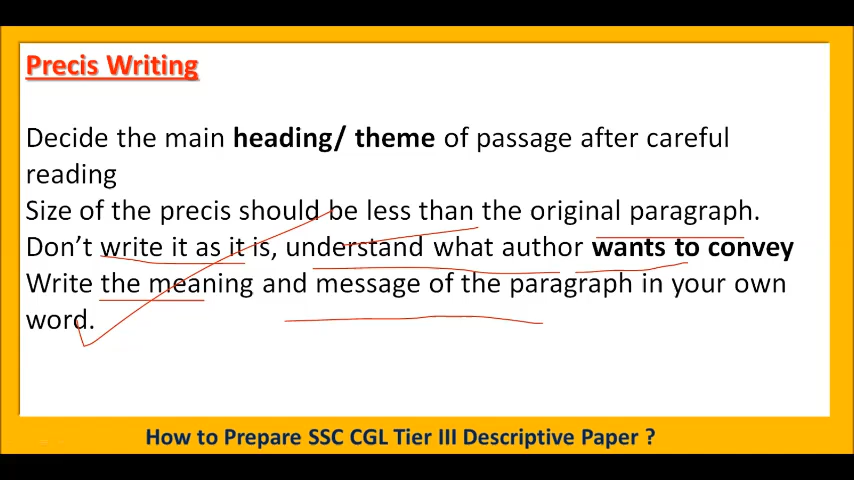 Precis Writing
Decide the main heading/ theme of passage after careful
reading
Size of the precis should be less than the original paragraph.
Don't write it as it is, understand what author wants to convey
Write the meaning and message of the paragraph in your own
word.
How to Prepare SSC CGL Tier III Descriptive Paper ?